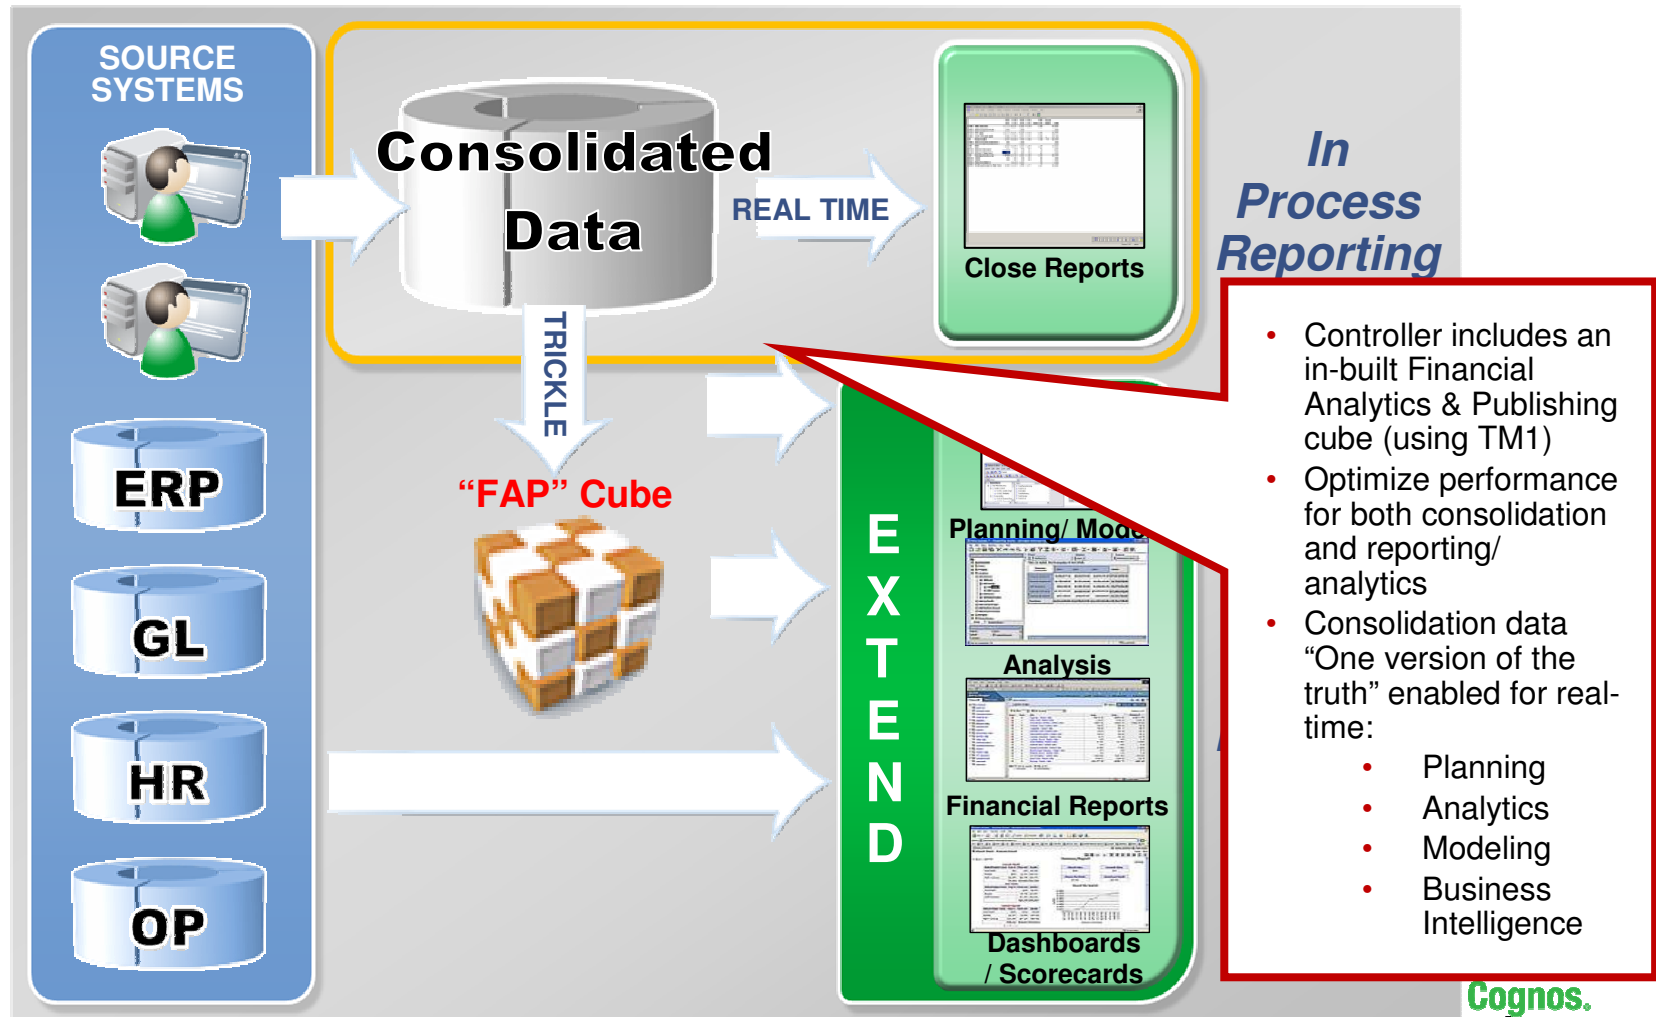 SOURCE
SYSTEMS
ERP
GL
HR
OP
Consolidated
Data
REAL TIME
TRICKLE
"FAP" Cube
Close Reports
In
Process
Reporting
EXTEND
Planning/ Mode
Analysis
Financial Reports
Dashboards
/ Scorecards
• Controller includes an
in-built Financial
Analytics & Publishing
cube (using TM1)
• Optimize performance
for both consolidation
and reporting/
analytics
• Consolidation data
“One version of the
truth” enabled for real-
time:
• Planning
• Analytics
• Modeling
• Business
Intelligence
Cognos.